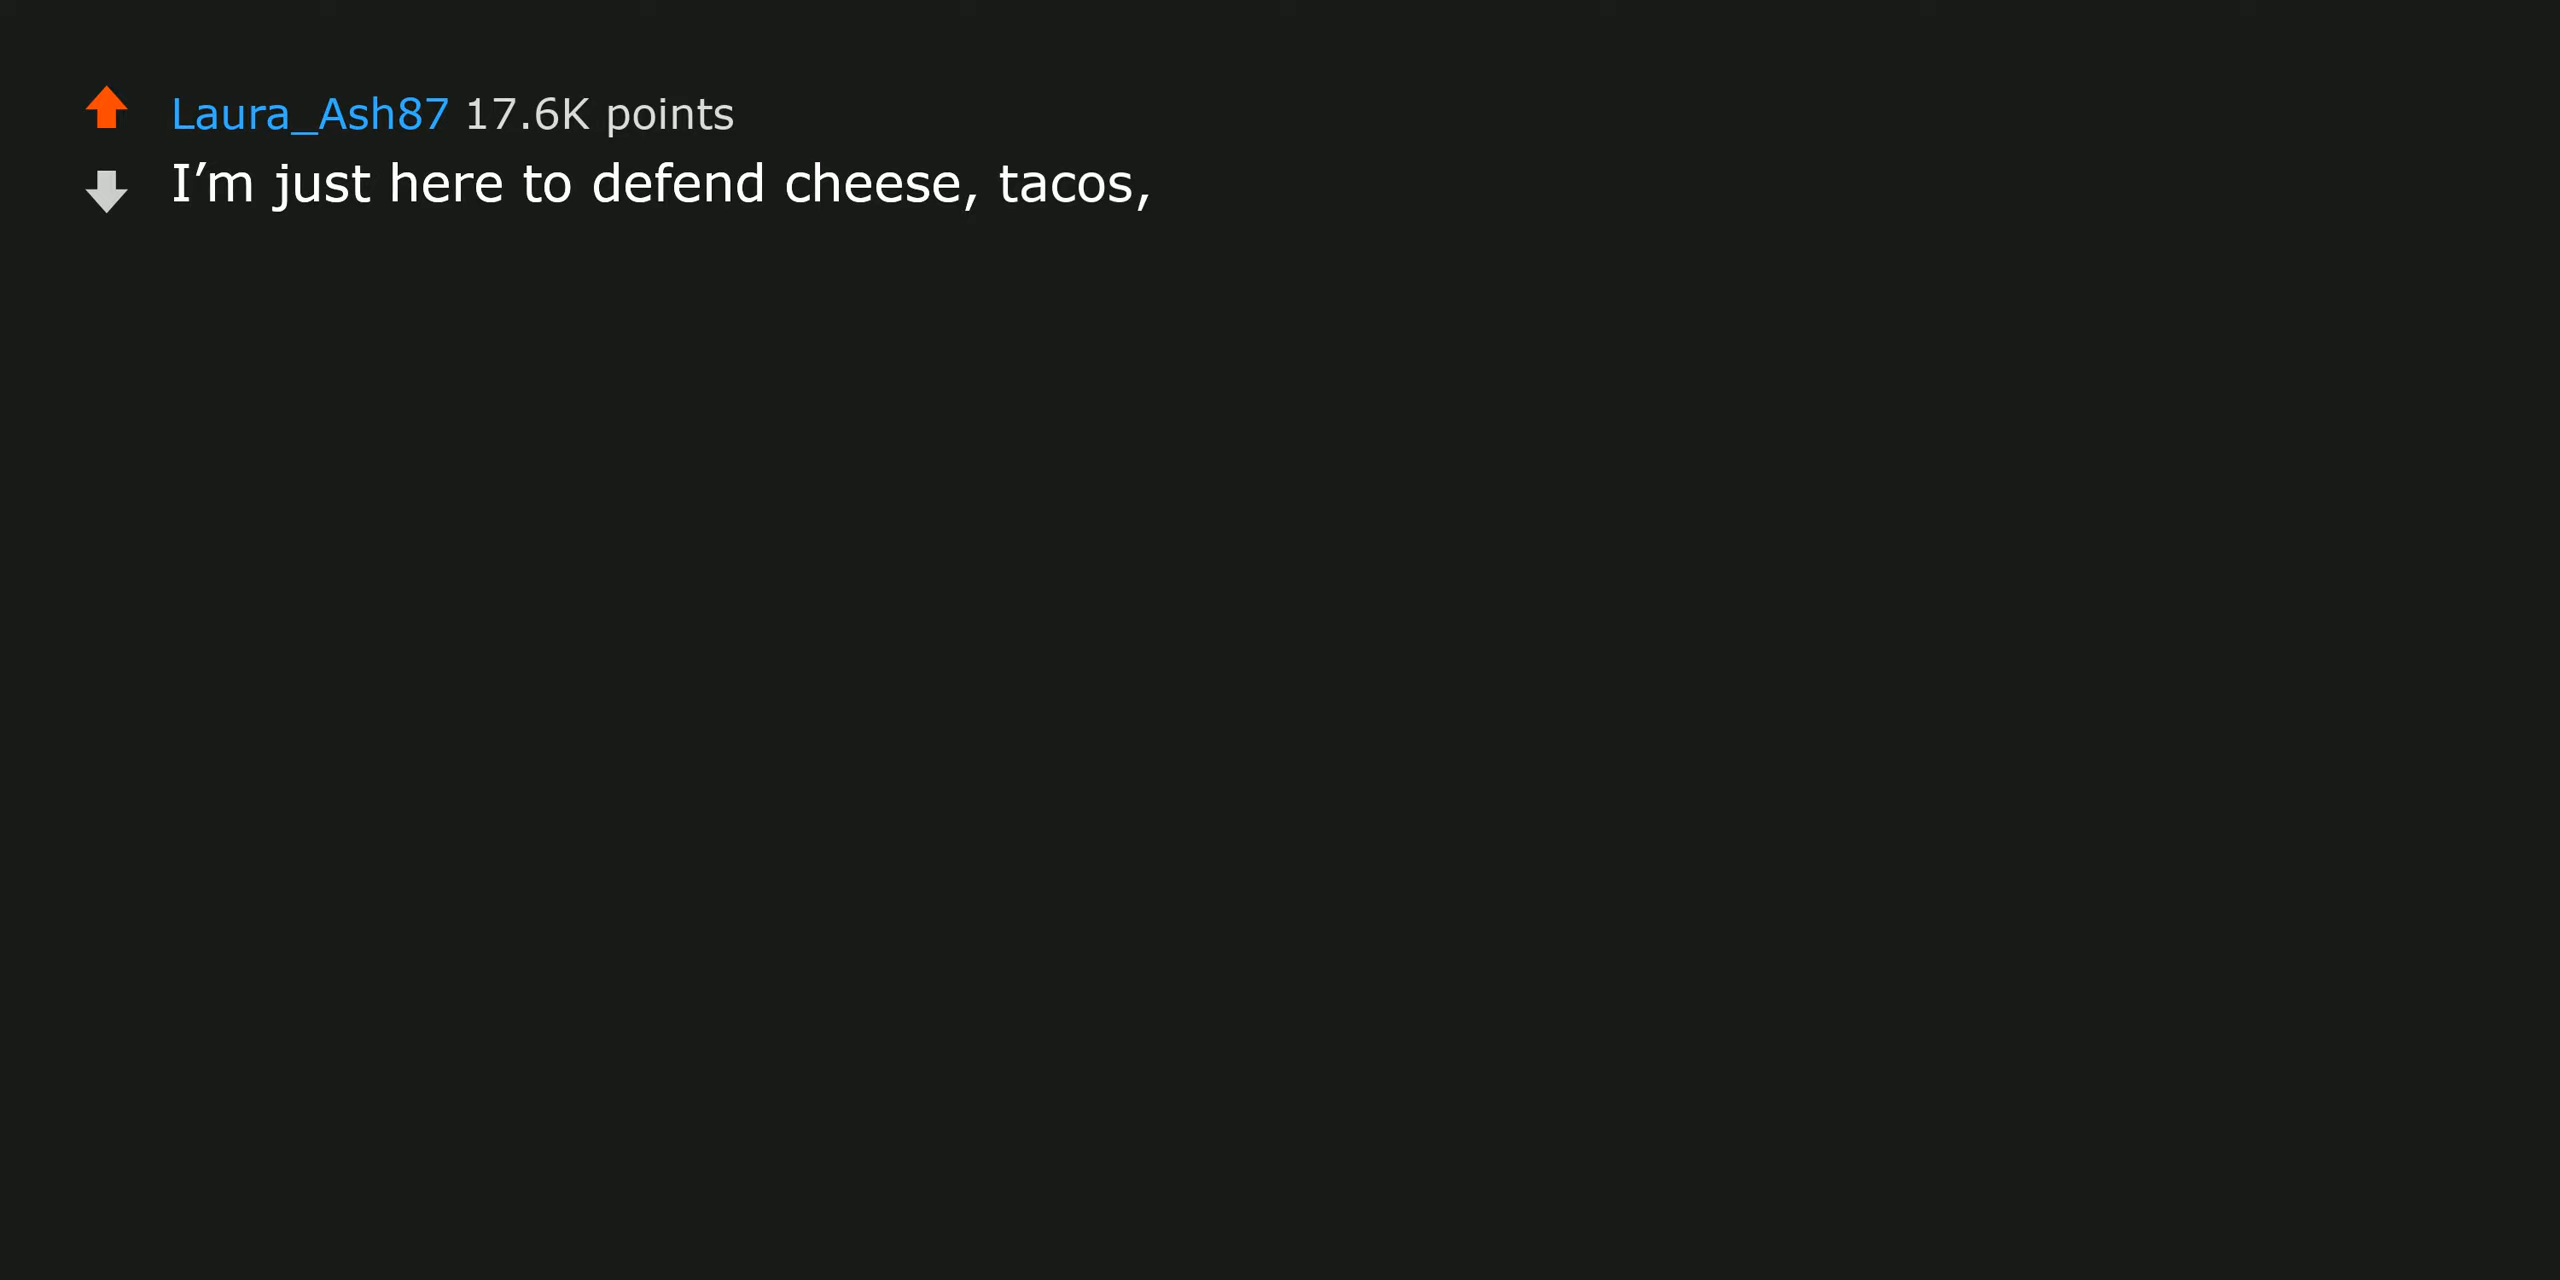 Laura_Ash87 17.6K points
I’m just here to defend cheese, tacos,